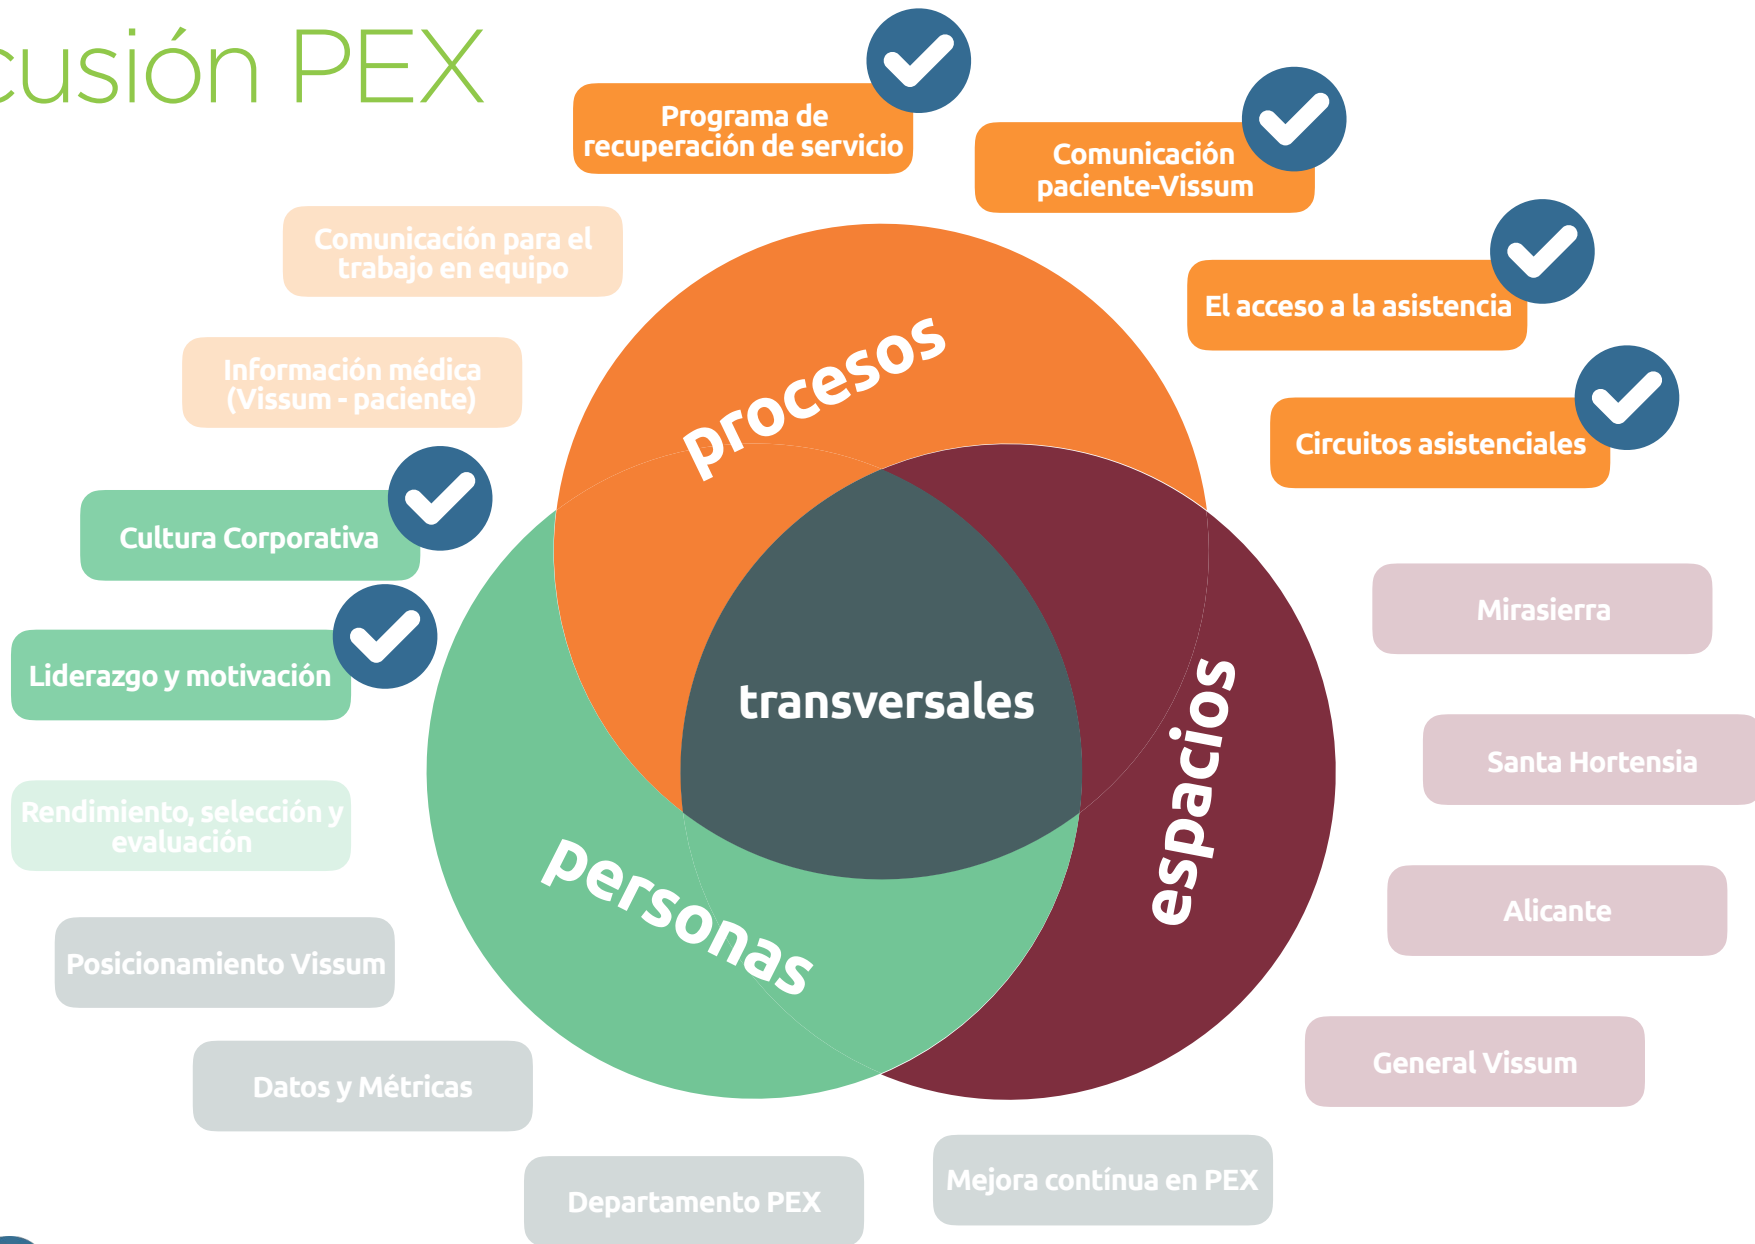 cusión PEX
Programa de
recuperación de servicio
Comunicación
paciente-Vissum
Comunicación para el
trabajo en equipo
El acceso a la asistencia
Información médica
(Vissum - paciente)
Circuitos asistenciales
procesos
Cultura Corporativa
Mirasierra
Liderazgo y motivación
transversales
espacios
Santa Hortensia
Rendimiento, selección y
evaluación
personas
Alicante
Posicionamiento Vissum
General Vissum
Datos y Métricas
Mejora contínua en PEX
Departamento PEX